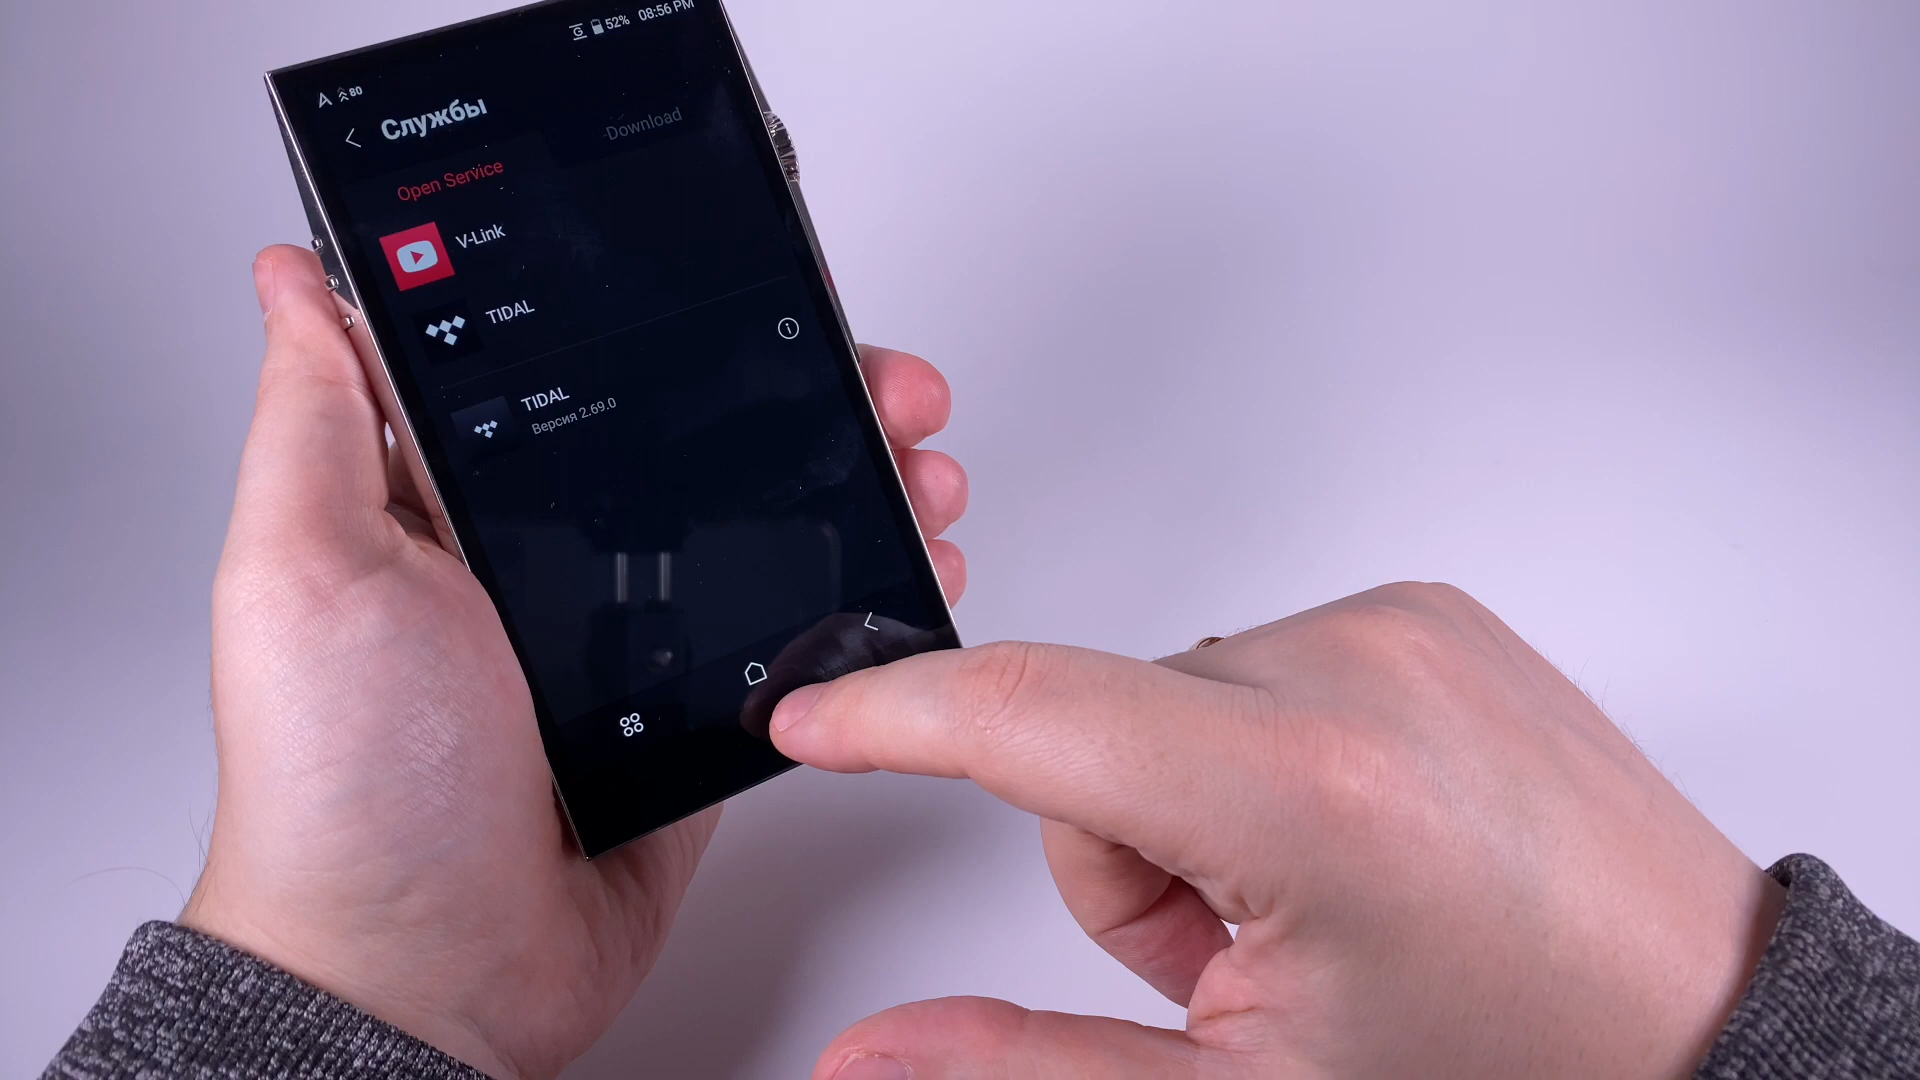 52% 08:56 PM
80
Службы
Open Service
Download
V-Link
TIDAL
TIDAL
Версия 2.69.0